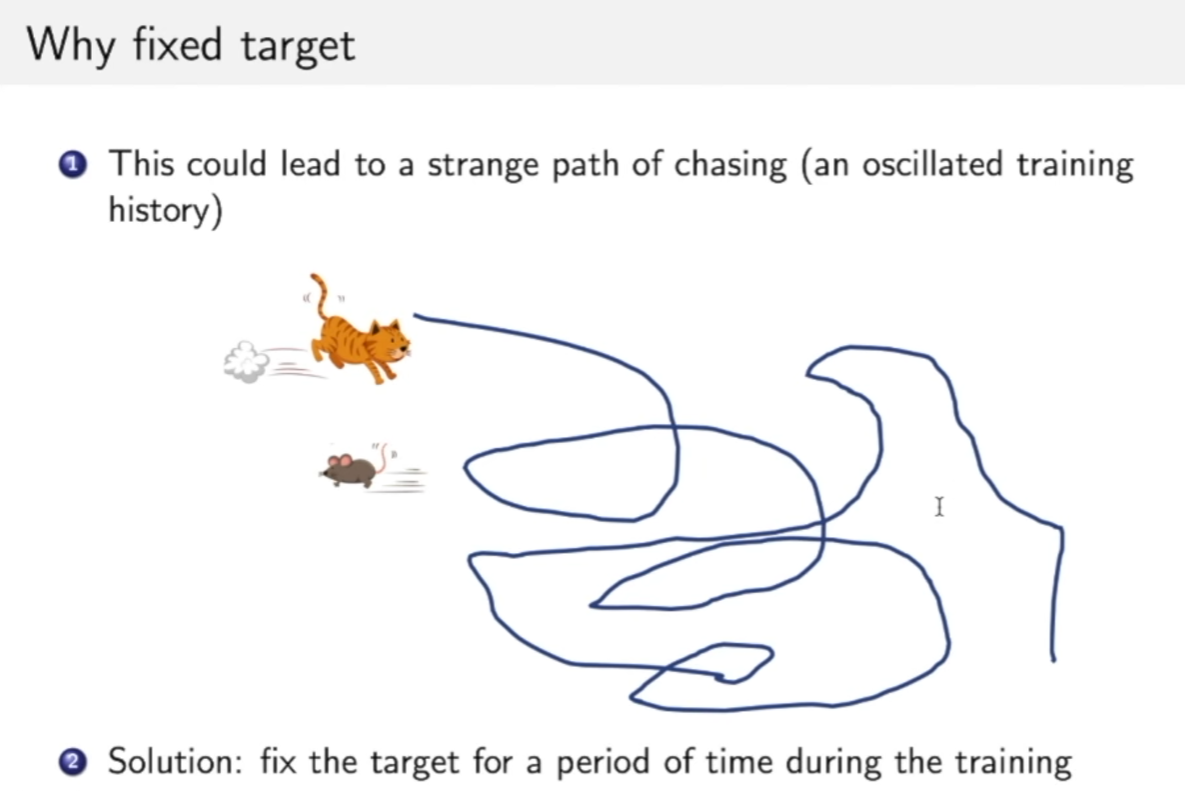 Why fixed target
1 This could lead to a strange path of chasing (an oscillated training
history)
2 Solution: fix the target for a period of time during the training